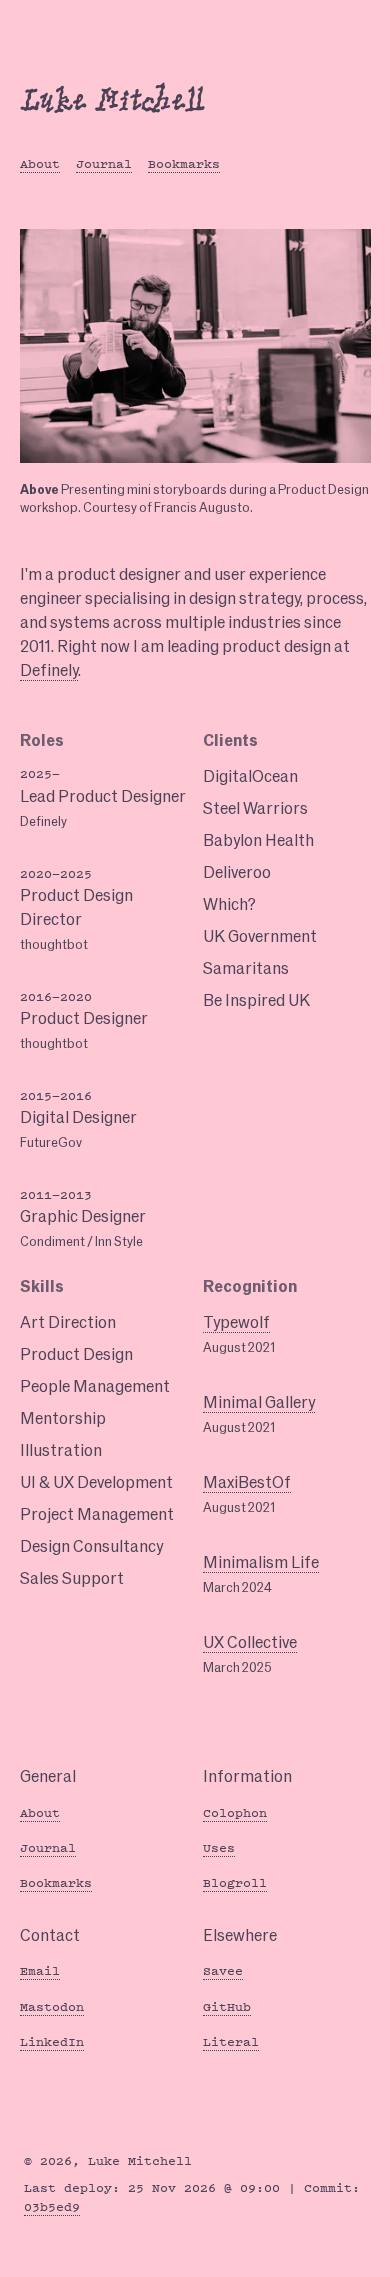 Luke Mitchell
About Journal Bookmarks
Above Presenting mini storyboards during a Product Design
workshop. Courtesy of Francis Augusto.
I'm a product designer and user experience
engineer specialising in design strategy, process,
and systems across multiple industries since
2011. Right now I am leading product design at
Definely.
Roles
2025–
Lead Product Designer
Definely
2020–2025
Product Design
Director
thoughtbot
2016–2020
Product Designer
thoughtbot
2015–2016
Digital Designer
FutureGov
2011–2013
Graphic Designer
Condiment / Inn Style
Clients
DigitalOcean
Steel Warriors
Babylon Health
Deliveroo
Which?
UK Government
Samaritans
Be Inspired UK
Skills
Art Direction
Product Design
People Management
Mentorship
Illustration
UI & UX Development
Project Management
Design Consultancy
Sales Support
Recognition
Typewolf
August 2021
Minimal Gallery
August 2021
MaxiBestOf
August 2021
Minimalism Life
March 2024
UX Collective
March 2025
General
About
Journal
Bookmarks
Information
Colophon
Uses
Blogroll
Contact
Email
Mastodon
LinkedIn
Elsewhere
Savee
GitHub
Literal
© 2026, Luke Mitchell
Last deploy: 25 Nov 2026 @ 09:00 | Commit:
03b5ed9